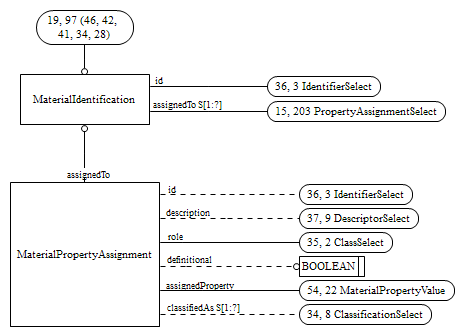 19, 97 (46, 42,
41, 34, 28)
MaterialIdentification
id
36, 3 IdentifierSelect
assignedTo S[1:?]
15, 203 PropertyAssignmentSelect
assignedTo
MaterialPropertyAssignment
id
36, 3 IdentifierSelect
description
37, 9 DescriptorSelect
role
35, 2 ClassSelect
definitional
BOOLEAN
assignedProperty
54, 22 MaterialPropertyValue
classifiedAs S[1:?]
34, 8 ClassificationSelect